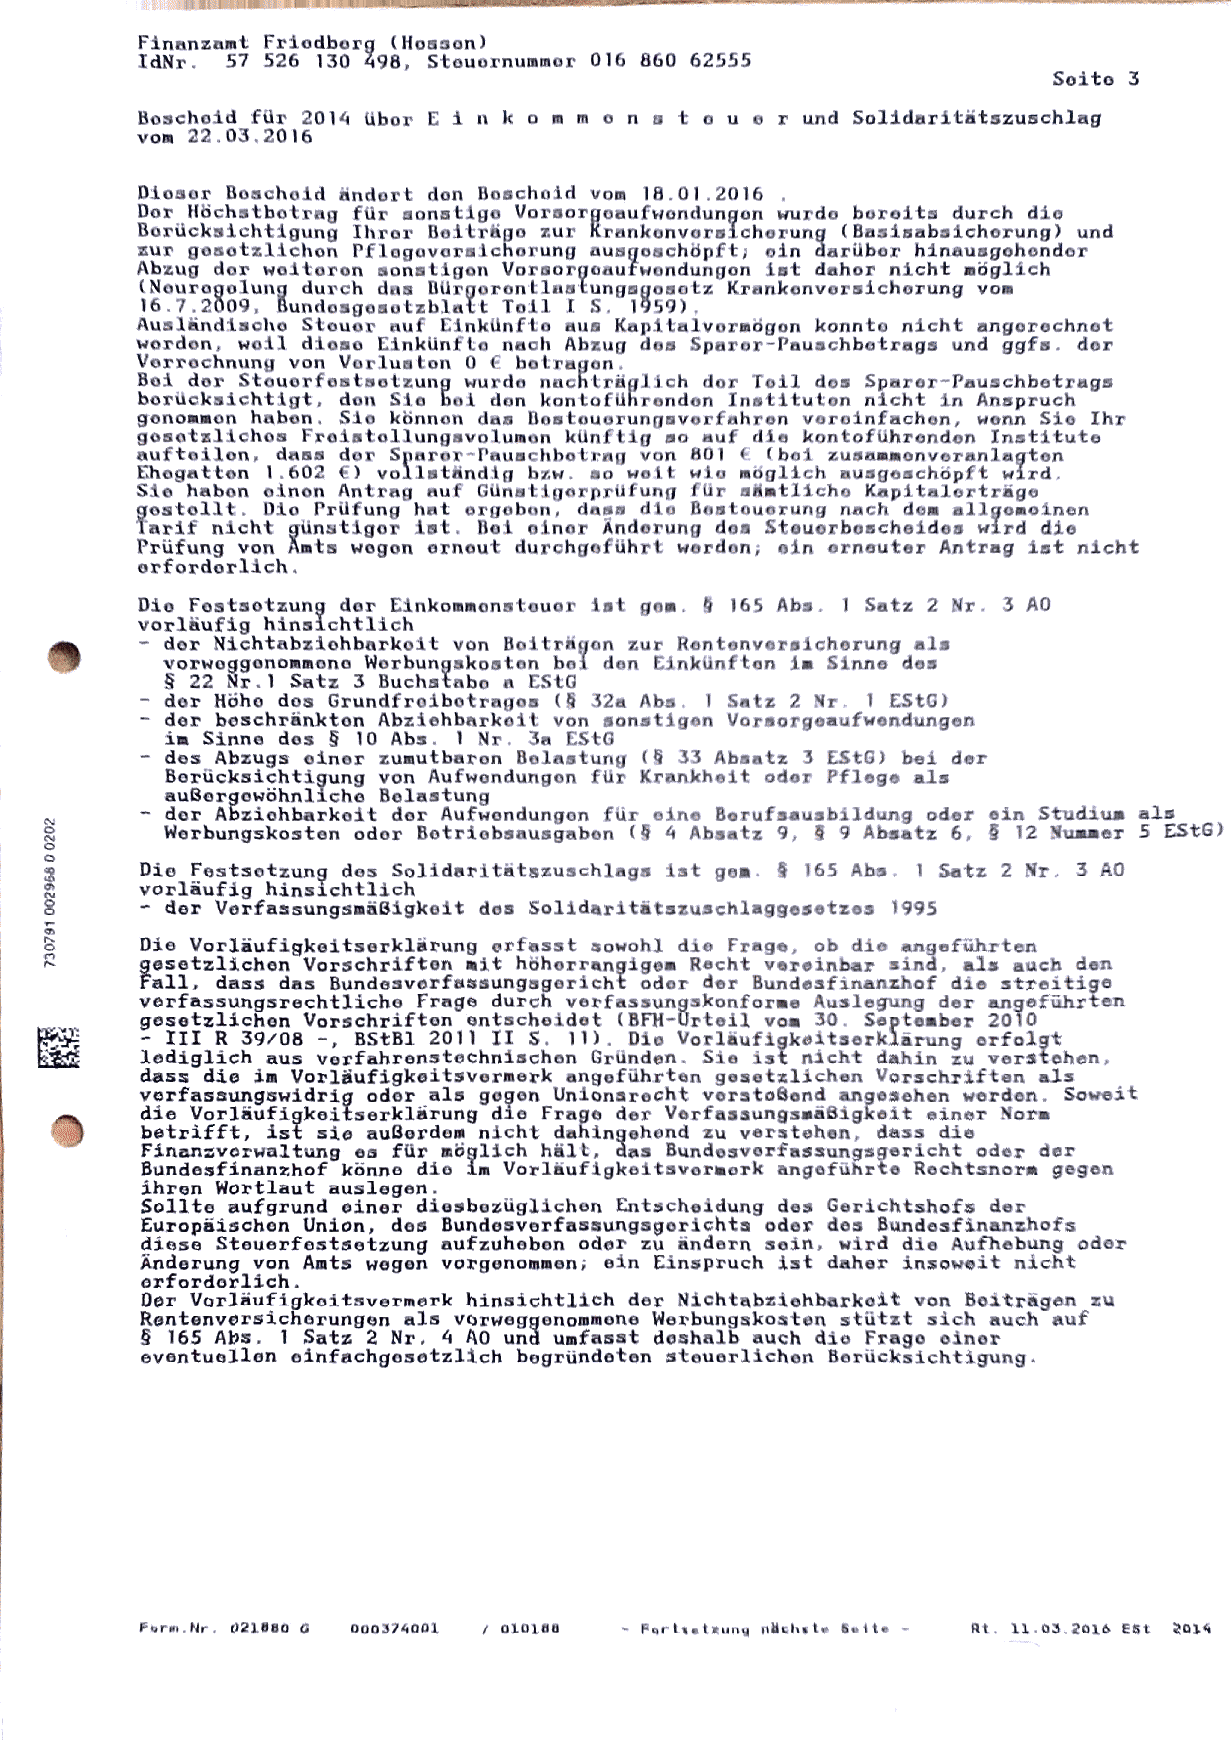 Finanzamt Friedberg (Hessen)
IdNr. 57 526 130 498, Steuernummer 016 860 62555
Seite 3
Bescheid für 2014 über E i n k o m m e n s t e u e r und Solidaritätszuschlag
vom 22.03.2016
Dieser Bescheid ändert den Bescheid vom 18.01.2016 .
Der Höchstbetrag für sonstige Vorsorgeaufwendungen wurde bereits durch die
Berücksichtigung Ihrer Beiträge zur Krankenversicherung (Basisabsicherung) und
zur gesetzlichen Pflegeversicherung ausgeschöpft; ein darüber hinausgehender
Abzug der weiteren sonstigen Vorsorgeaufwendungen ist daher nicht möglich
(Neuregelung durch das Bürgerentlastungsgesetz Krankenversicherung vom
16.7.2009, Bundesgesetzblatt Teil I S. 1959).
Ausländische Steuer auf Einkünfte aus Kapitalvermögen konnte nicht angerechnet
werden, weil diese Einkünfte nach Abzug des Sparer-Pauschbetrags und ggfs. der
Verrechnung von Verlusten 0 € betragen.
Bei der Steuerfestsetzung wurde nachträglich der Teil des Sparer-Pauschbetrags
berücksichtigt, den Sie bei den kontoführenden Instituten nicht in Anspruch
genommen haben. Sie können das Besteuerungsverfahren vereinfachen, wenn Sie Ihr
gesetzliches Freistellungsvolumen künftig so auf die kontoführenden Institute
aufteilen, dass der Sparer-Pauschbetrag von 801 € (bei zusammenveranlagten
Ehegatten 1.602 €) vollständig bzw. so weit wie möglich ausgeschöpft wird.
Sie haben einen Antrag auf Günstigerprüfung für sämtliche Kapitalerträge
gestellt. Die Prüfung hat ergeben, dass die Besteuerung nach dem allgemeinen
Tarif nicht günstiger ist. Bei einer Änderung des Steuerbescheides wird die
Prüfung von Amts wegen erneut durchgeführt werden; ein erneuter Antrag ist nicht
erforderlich.
Die Festsetzung der Einkommensteuer ist gem. § 165 Abs. 1 Satz 2 Nr. 3 AO
vorläufig hinsichtlich
- der Nichtabziehbarkeit von Beiträgen zur Rentenversicherung als
vorweggenommene Werbungskosten bei den Einkünften im Sinne des
§ 22 Nr.1 Satz 3 Buchstabe a EStG
- der Höhe des Grundfreibetrages (§ 32a Abs. 1 Satz 2 Nr. 1 EStG)
- der beschränkten Abziehbarkeit von sonstigen Vorsorgeaufwendungen
im Sinne des § 10 Abs. 1 Nr. 3a EStG
- des Abzugs einer zumutbaren Belastung (§ 33 Absatz 3 EStG) bei der
Berücksichtigung von Aufwendungen für Krankheit oder Pflege als
außergewöhnliche Belastung
- der Abziehbarkeit der Aufwendungen für eine Berufsausbildung oder ein Studium als
Werbungskosten oder Betriebsausgaben (§ 4 Absatz 9, § 9 Absatz 6, § 12 Nummer 5 EStG)
Die Festsetzung des Solidaritätszuschlags ist gem. § 165 Abs. 1 Satz 2 Nr. 3 AO
vorläufig hinsichtlich
- der Verfassungsmäßigkeit des Solidaritätszuschlaggesetzes 1995
Die Vorläufigkeitserklärung erfasst sowohl die Frage, ob die angeführten
gesetzlichen Vorschriften mit höherrangigem Recht vereinbar sind, als auch den
Fall, dass das Bundesverfassungsgericht oder der Bundesfinanzhof die streitige
verfassungsrechtliche Frage durch verfassungskonforme Auslegung der angeführten
gesetzlichen Vorschriften entscheidet (BFH-Urteil vom 30. September 2010
- III R 39/08 -, BStBl 2011 II S. 11). Die Vorläufigkeitserklärung erfolgt
lediglich aus verfahrenstechnischen Gründen. Sie ist nicht dahin zu verstehen,
dass die im Vorläufigkeitsvermerk angeführten gesetzlichen Vorschriften als
verfassungswidrig oder als gegen Unionsrecht verstoßend angesehen werden. Soweit
die Vorläufigkeitserklärung die Frage der Verfassungsmäßigkeit einer Norm
betrifft, ist sie außerdem nicht dahingehend zu verstehen, dass die
Finanzverwaltung es für möglich hält, das Bundesverfassungsgericht oder der
Bundesfinanzhof könne die im Vorläufigkeitsvermerk angeführte Rechtsnorm gegen
ihren Wortlaut auslegen.
Sollte aufgrund einer diesbezüglichen Entscheidung des Gerichtshofs der
Europäischen Union, des Bundesverfassungsgerichts oder des Bundesfinanzhofs
diese Steuerfestsetzung aufzuheben oder zu ändern sein, wird die Aufhebung oder
Änderung von Amts wegen vorgenommen; ein Einspruch ist daher insoweit nicht
erforderlich.
Der Vorläufigkeitsvermerk hinsichtlich der Nichtabziehbarkeit von Beiträgen zu
Rentenversicherungen als vorweggenommene Werbungskosten stützt sich auch auf
§ 165 Abs. 1 Satz 2 Nr. 4 AO und umfasst deshalb auch die Frage einer
eventuellen einfachgesetzlich begründeten steuerlichen Berücksichtigung.
730791 002968 0 0202
Form.Nr. 021880 G 000374001 / 010188 - Fortsetzung nächste Seite - Rt. 11.03.2016 ESt 2014